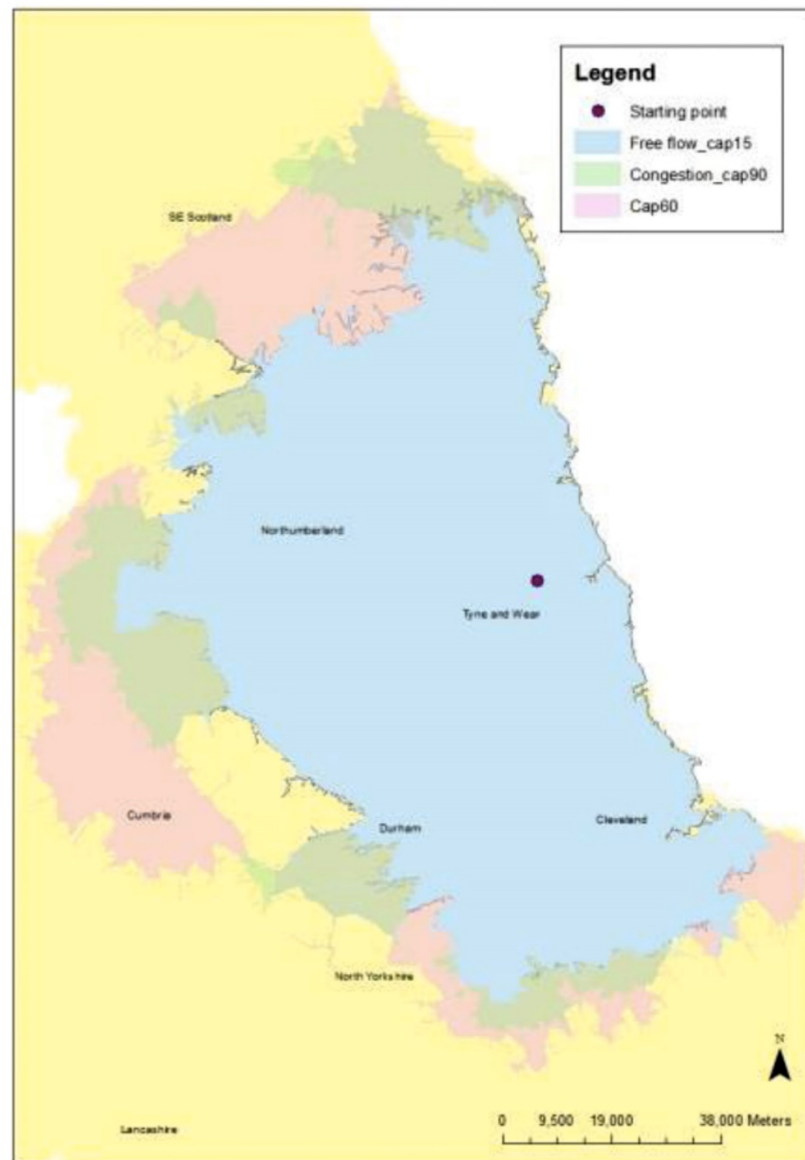 Legend
Starting point
Free flow_cap15
Congestion_cap90
Cap60
SE Scotland
Northumberland
Tyne and Wear
Cumbria
Durham
Cleveland
North Yorkshire
N
0 9,500 19,000 38,000 Meters
Lancashire